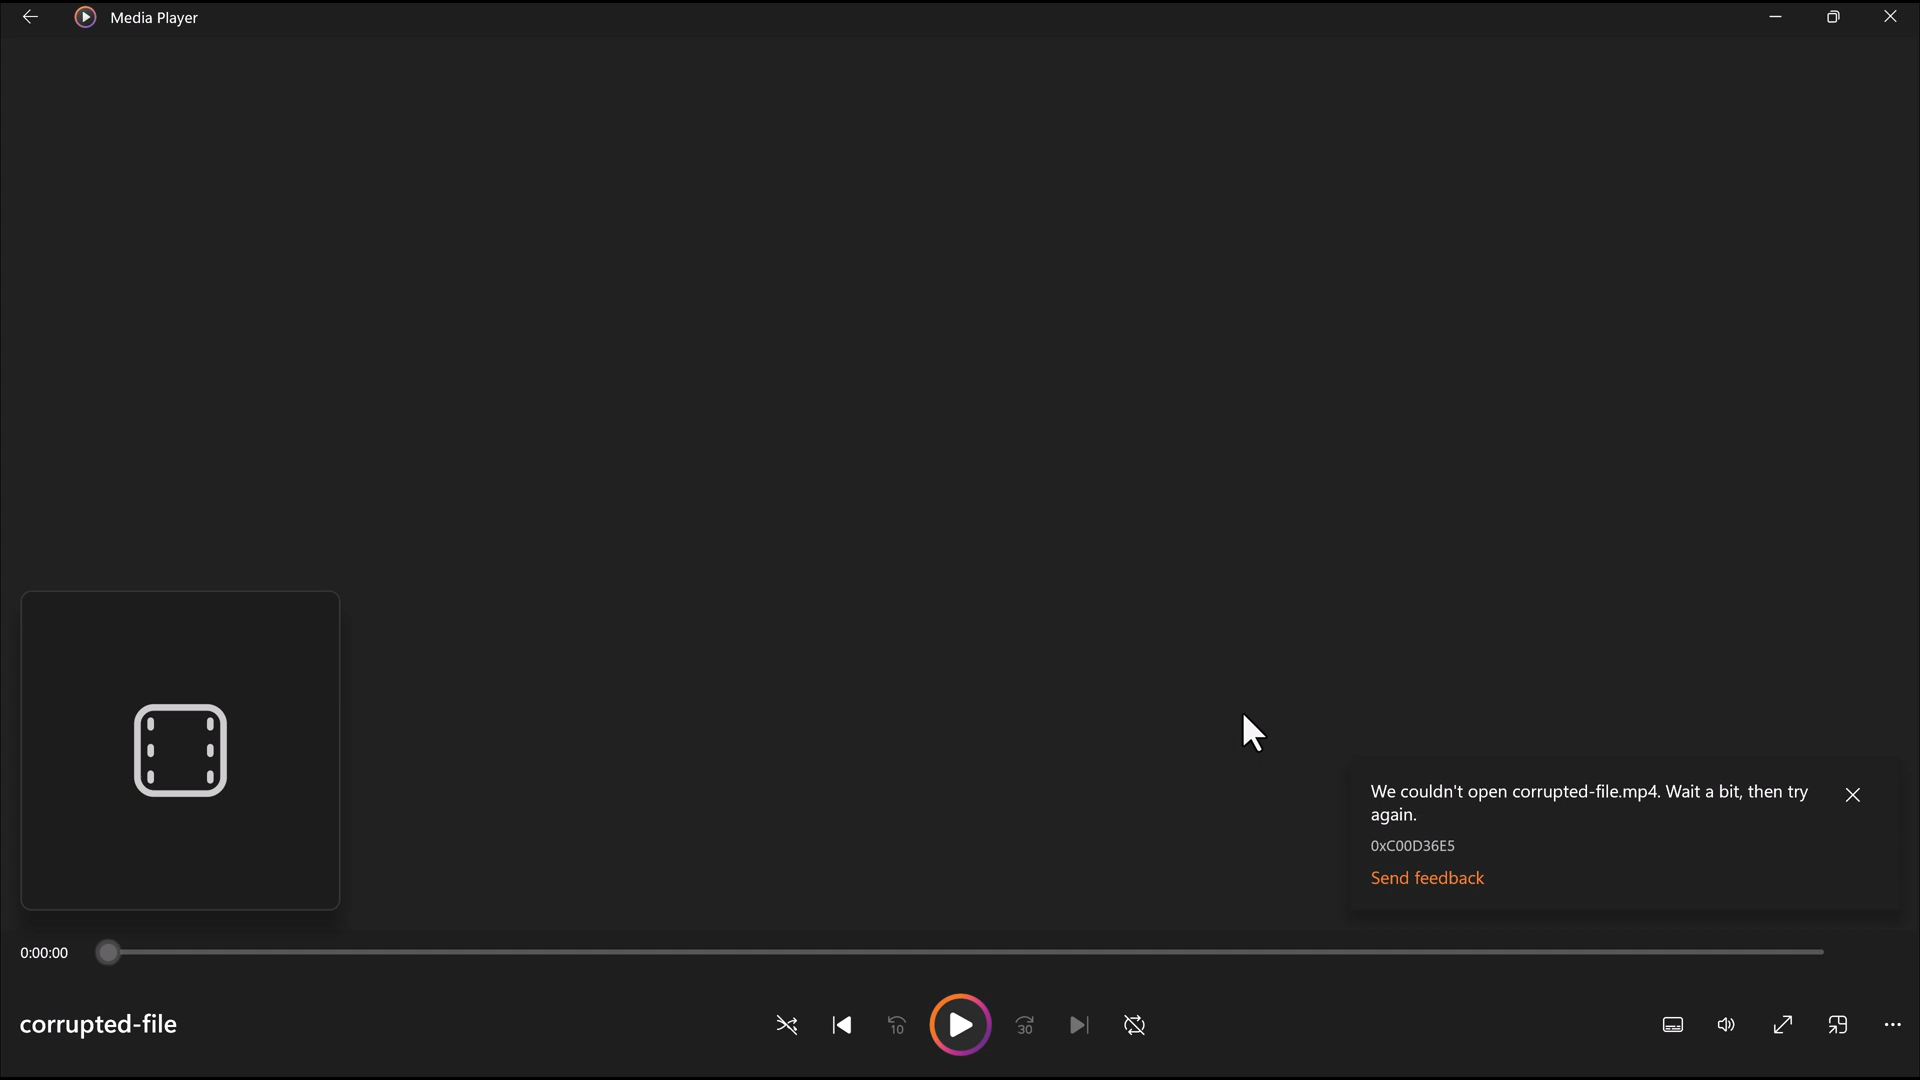 Media Player
We couldn't open corrupted-file.mp4. Wait a bit, then try
again.
0xC00D36E5
Send feedback
0:00:00
corrupted-file
10
30